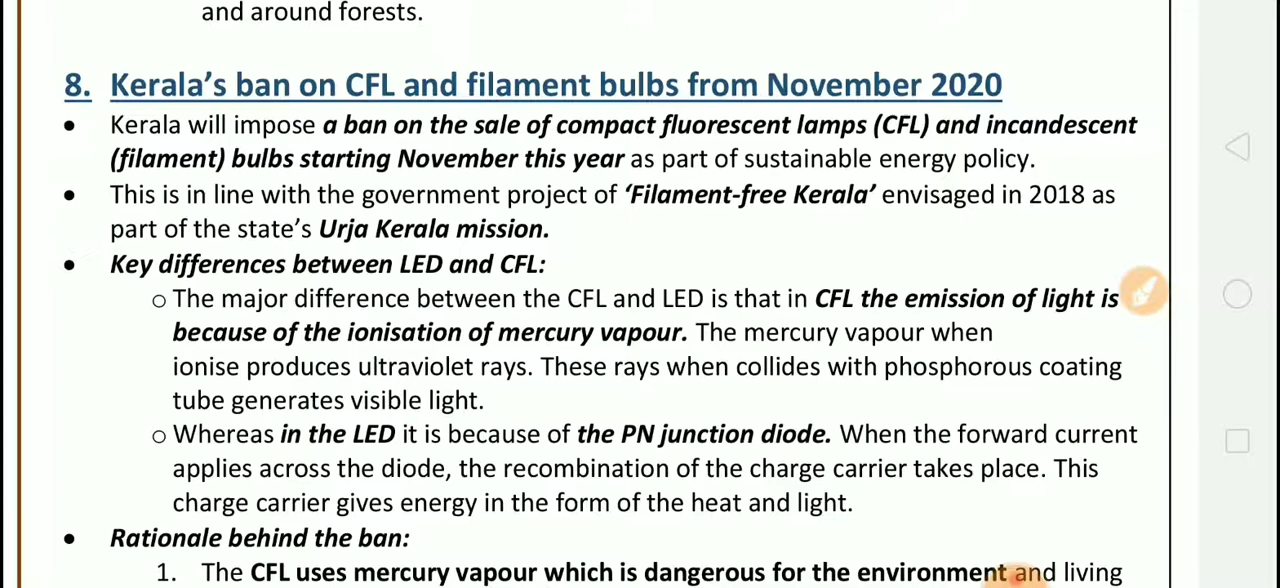 and around forests.
8. Kerala’s ban on CFL and filament bulbs from November 2020
• Kerala will impose a ban on the sale of compact fluorescent lamps (CFL) and incandescent
(filament) bulbs starting November this year as part of sustainable energy policy.
• This is in line with the government project of ‘Filament-free Kerala’ envisaged in 2018 as
part of the state’s Urja Kerala mission.
• Key differences between LED and CFL:
o The major difference between the CFL and LED is that in CFL the emission of light is
because of the ionisation of mercury vapour. The mercury vapour when
ionise produces ultraviolet rays. These rays when collides with phosphorous coating
tube generates visible light.
o Whereas in the LED it is because of the PN junction diode. When the forward current
applies across the diode, the recombination of the charge carrier takes place. This
charge carrier gives energy in the form of the heat and light.
• Rationale behind the ban:
1. The CFL uses mercury vapour which is dangerous for the environment and living